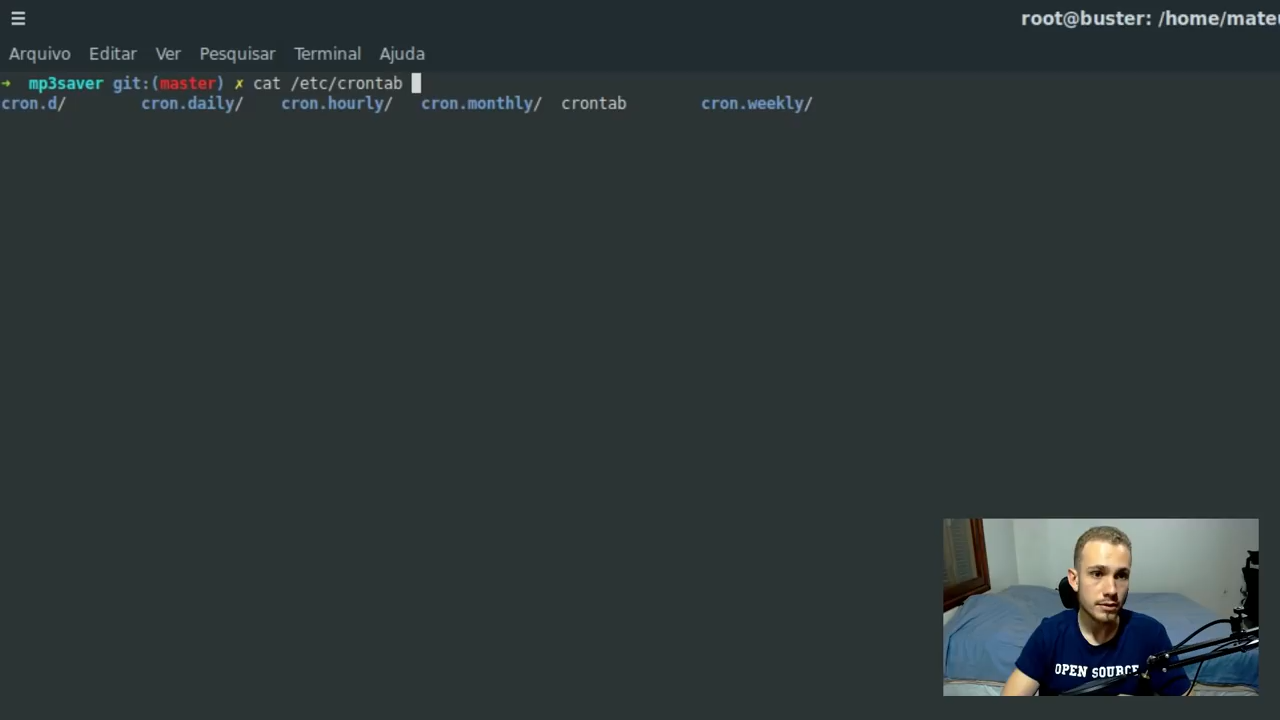 ☰ root@buster: /home/mate
Arquivo Editar Ver Pesquisar Terminal Ajuda
➜ mp3saver git:(master) ✗ cat /etc/crontab
cron.d/ cron.daily/ cron.hourly/ cron.monthly/ crontab cron.weekly/
OPEN SOURCE